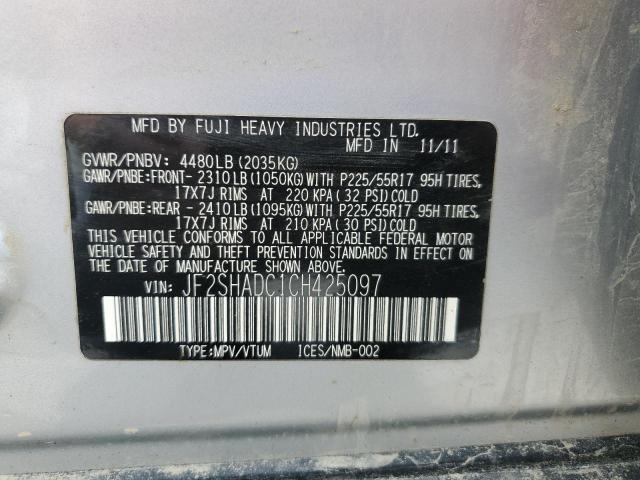 MFD BY FUJI HEAVY INDUSTRIES LTD.
MFD IN 11/11
GVWR/PNBV: 4480LB (2035KG)
GAWR/PNBE:FRONT- 2310LB (1050KG)WITH P225/55R17 95H TIRES,
17X7J RIMS AT 220 KPA ( 32 PSI)COLD
GAWR/PNBE:REAR - 2410LB (1095KG)WITH P225/55R17 95H TIRES,
17X7J RIMS AT 210 KPA (30 PSI)COLD
THIS VEHICLE CONFORMS TO ALL APPLICABLE FEDERAL MOTOR
VEHICLE SAFETY, BUMPER, AND THEFT PREVENTION STANDARDS
IN EFFECT ON THE DATE OF MANUFACTURE SHOWN ABOVE.
VIN: JF2SHADC1CH425097
TYPE:MPV/VTUM ICES/NMB-002